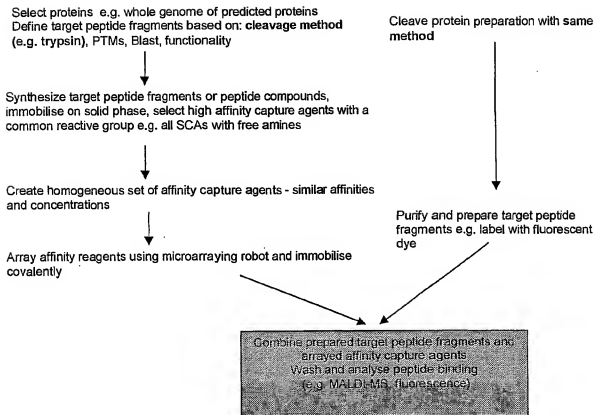 Select proteins e.g. whole genome of predicted proteins
Define target peptide fragments based on: cleavage method
(e.g. trypsin), PTMs, Blast, functionality
Synthesize target peptide fragments or peptide compounds,
immobilise on solid phase, select high affinity capture agents with a
common reactive group e.g. all SCAs with free amines
Create homogeneous set of affinity capture agents - similar affinities
and concentrations
Array affinity reagents using microarraying robot and immobilise
covalently
Cleave protein preparation with same
method
Purify and prepare target peptide
fragments e.g. label with fluorescent
dye
Combine prepared target peptide fragments and
arrayed affinity capture agents
Wash and analyse peptide binding
(e.g. MALDI-MS, fluorescence)